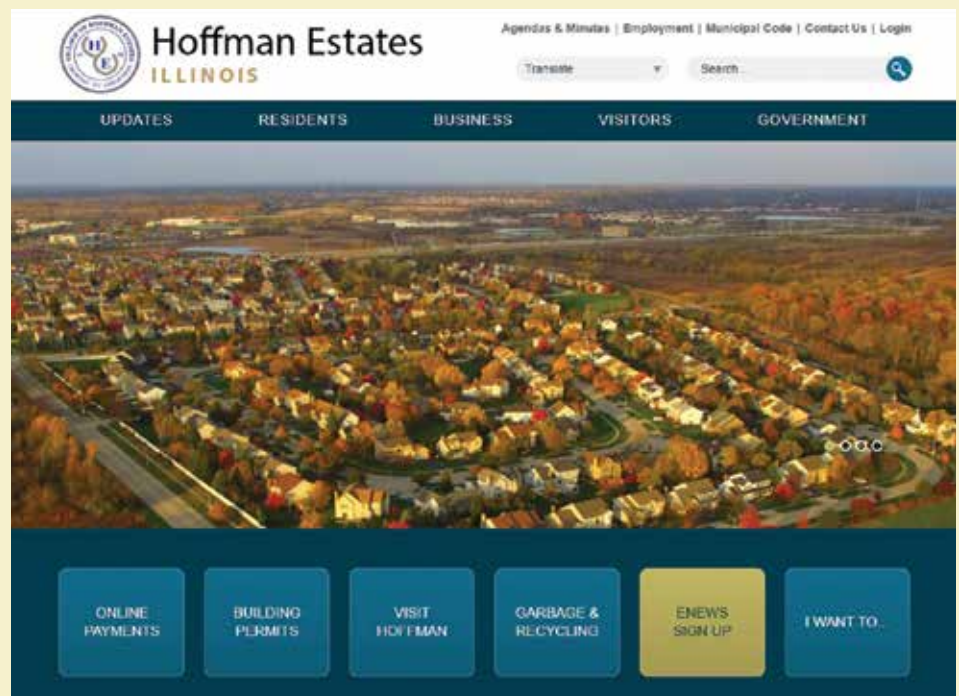 Hoffman Estates
ILLINOIS
Agendas & Minutes | Employment | Municipal Code | Contact Us | Login
Translate
Search...
UPDATES
RESIDENTS
BUSINESS
VISITORS
GOVERNMENT
ONLINE
PAYMENTS
BUILDING
PERMITS
VISIT
HOFFMAN
GARBAGE &
RECYCLING
ENEWS
SIGN UP
I WANT TO...